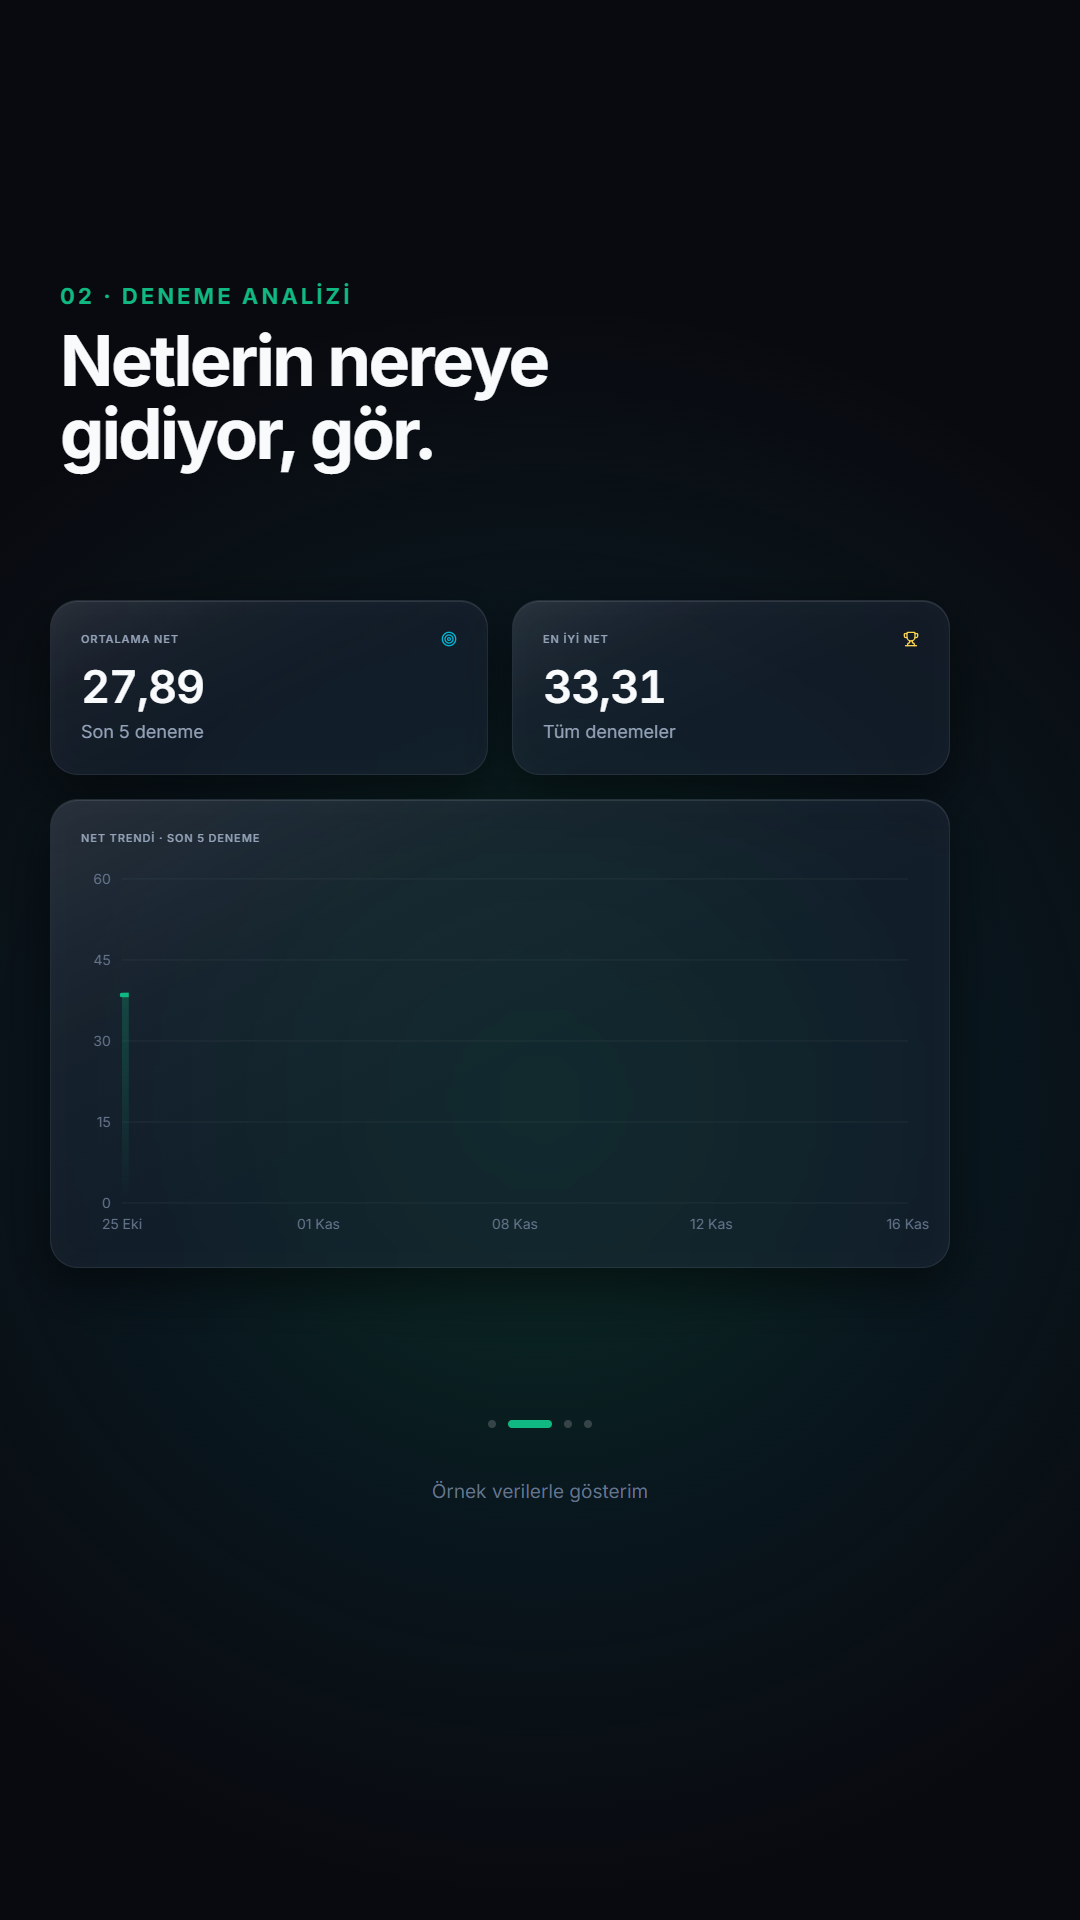 02 · DENEME ANALİZİ
Netlerin nereye
gidiyor, gör.
ORTALAMA NET
27,89
Son 5 deneme
EN İYİ NET
33,31
Tüm denemeler
NET TRENDİ · SON 5 DENEME
60
45
30
15
0
25 Eki 01 Kas 08 Kas 12 Kas 16 Kas
Örnek verilerle gösterim